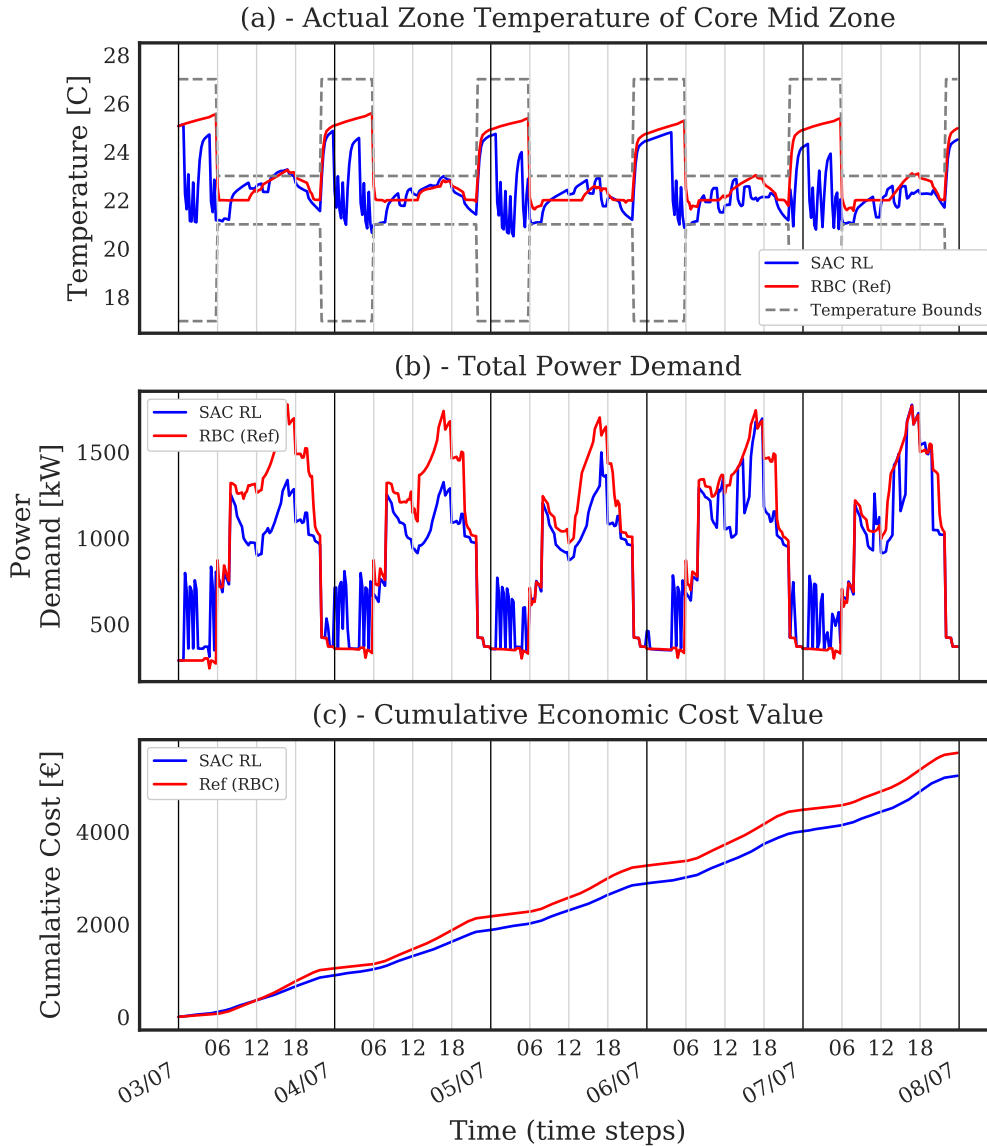 (a) - Actual Zone Temperature of Core Mid Zone
Temperature [C]
28
26
24
22
20
18
SAC RL
RBC (Ref)
Temperature Bounds
(b) - Total Power Demand
Power
Demand [kW]
1500
1000
500
SAC RL
RBC (Ref)
(c) - Cumulative Economic Cost Value
Cumalative Cost [€]
4000
2000
0
SAC RL
Ref (RBC)
06 12 18 06 12 18 06 12 18 06 12 18 06 12 18
03/07 04/07 05/07 06/07 07/07 08/07
Time (time steps)